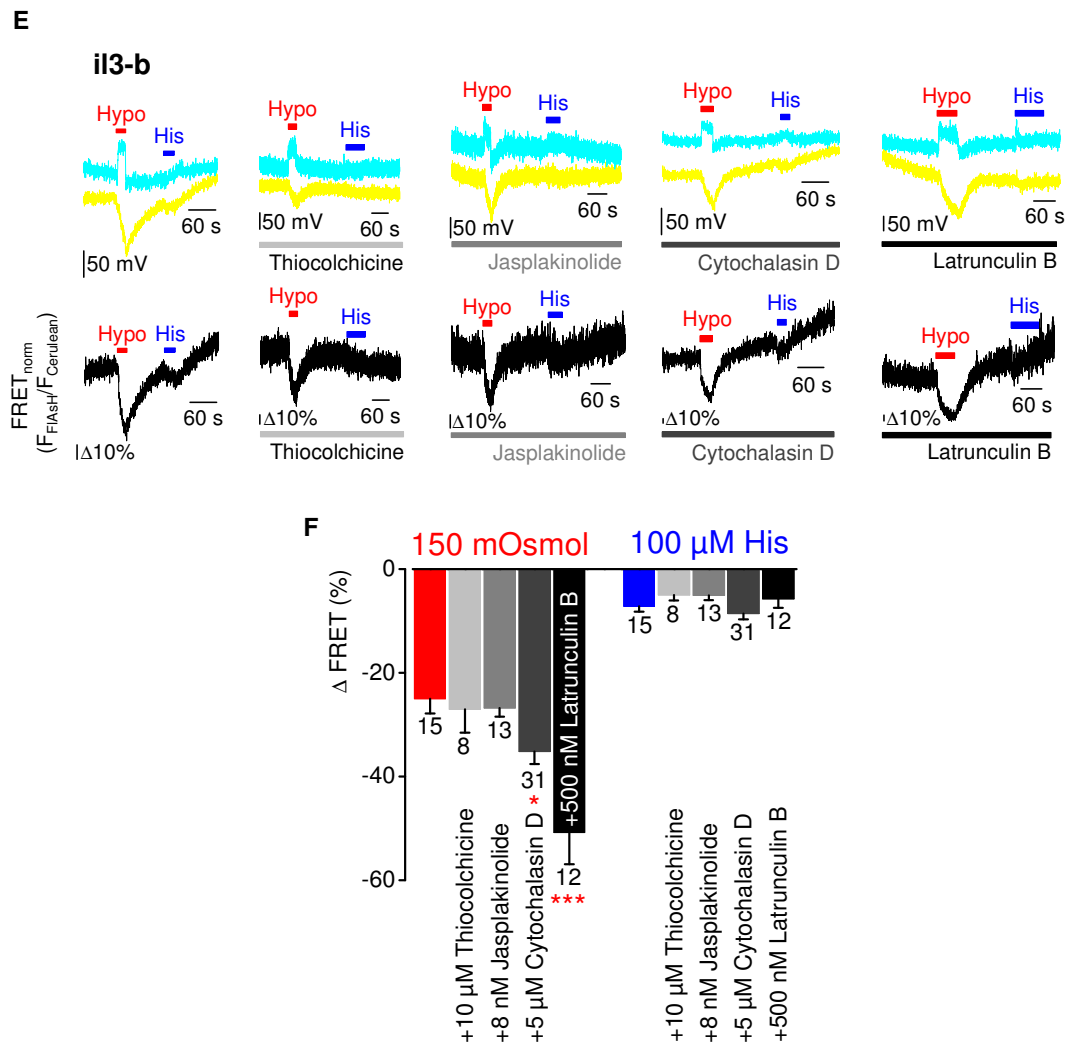 E
il3-b
Hypo
His
Hypo
His
Hypo
His
Hypo
His
Hypo
His
50 mV
60 s
50 mV
60 s
50 mV
60 s
50 mV
60 s
50 mV
60 s
Thiocolchicine
Jasplakinolide
Cytochalasin D
Latrunculin B
FRETnorm
(FFlAsH/FCerulean)
Hypo
His
Hypo
His
Hypo
His
Hypo
His
Hypo
His
Δ10%
60 s
Δ10%
60 s
Δ10%
60 s
Δ10%
60 s
Δ10%
60 s
Thiocolchicine
Jasplakinolide
Cytochalasin D
Latrunculin B
F
150 mOsmol
100 µM His
Δ FRET (%)
0
-20
-40
-60
15
8
13
31
*
12
***
+10 µM Thiocolchicine
+8 nM Jasplakinolide
+5 µM Cytochalasin D
+500 nM Latrunculin B
15
8
13
31
12
+10 µM Thiocolchicine
+8 nM Jasplakinolide
+5 µM Cytochalasin D
+500 nM Latrunculin B